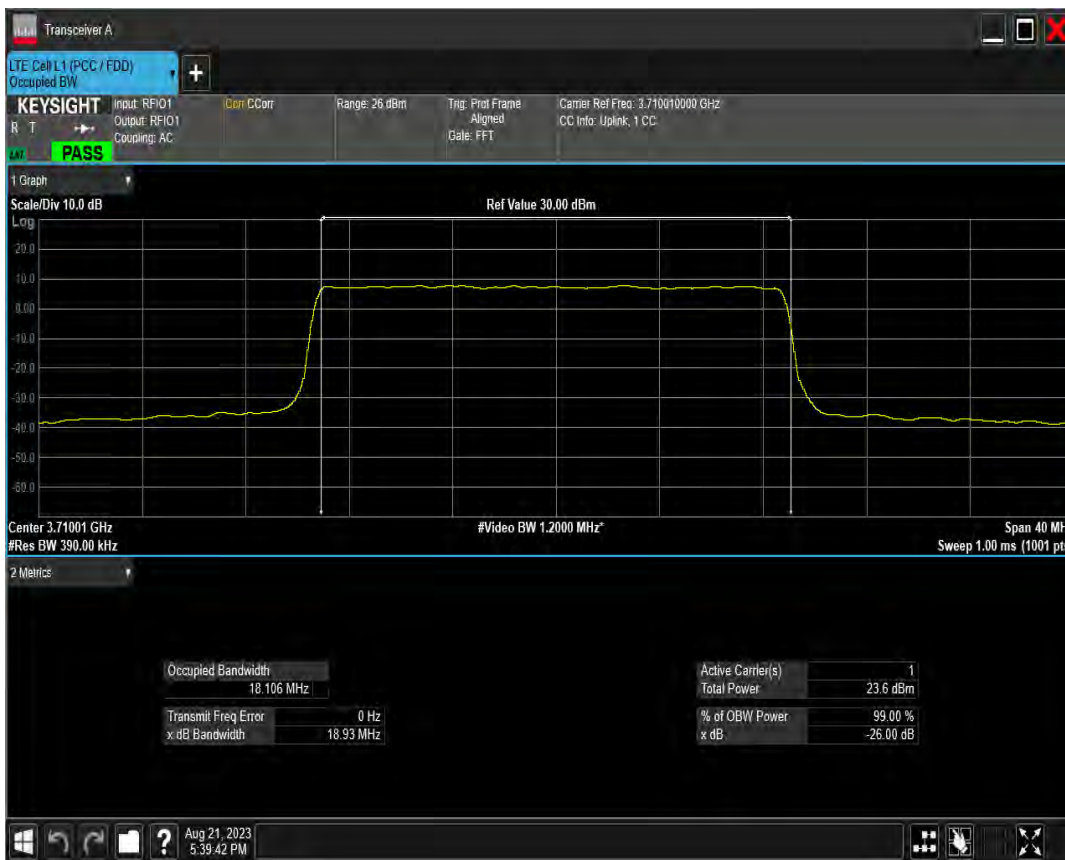 Transceiver A
LTE Cell L1 (PCC / FDD)
Occupied BW
+
KEYSIGHT
Input: RFIO1
Output: RFIO1
Coupling: AC
Corr CCorr
Range: 26 dBm
Trig: Prot Frame
Aligned
Gate: FFT
Carrier Ref Freq: 3.710010000 GHz
CC Info: Uplink, 1 CC
R T
PASS
1 Graph
Scale/Div 10.0 dB
Ref Value 30.00 dBm
Log
20.0
10.0
0.00
-10.0
-20.0
-30.0
-40.0
-50.0
-60.0
Center 3.71001 GHz
#Video BW 1.2000 MHz*
Span 40 MH
#Res BW 390.00 kHz
Sweep 1.00 ms (1001 pt
2 Metrics
Occupied Bandwidth
18.106 MHz
Transmit Freq Error 0 Hz
x dB Bandwidth 18.93 MHz
Active Carrier(s) 1
Total Power 23.6 dBm
% of OBW Power 99.00 %
x dB -26.00 dB
?
Aug 21, 2023
5:39:42 PM